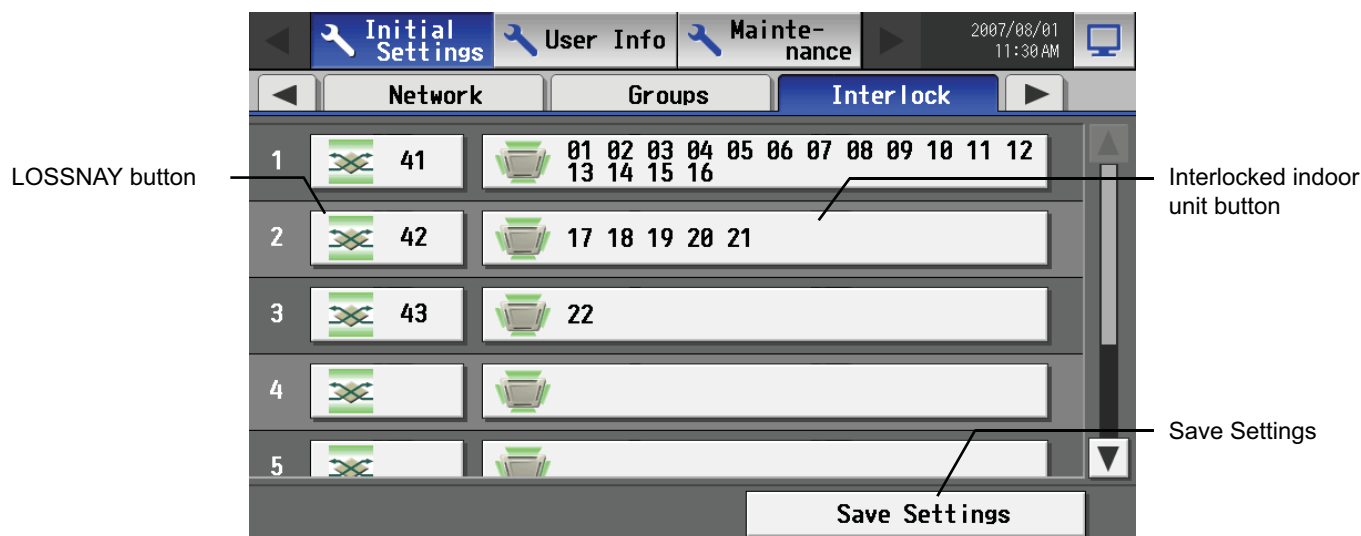 Initial
Settings
User Info
Mainte-
nance
2007/08/01
11:30 AM
Network
Groups
Interlock
1
41
01 02 03 04 05 06 07 08 09 10 11 12
13 14 15 16
LOSSNAY button
Interlocked indoor
unit button
2
42
17 18 19 20 21
3
43
22
4
Save Settings
5
Save Settings